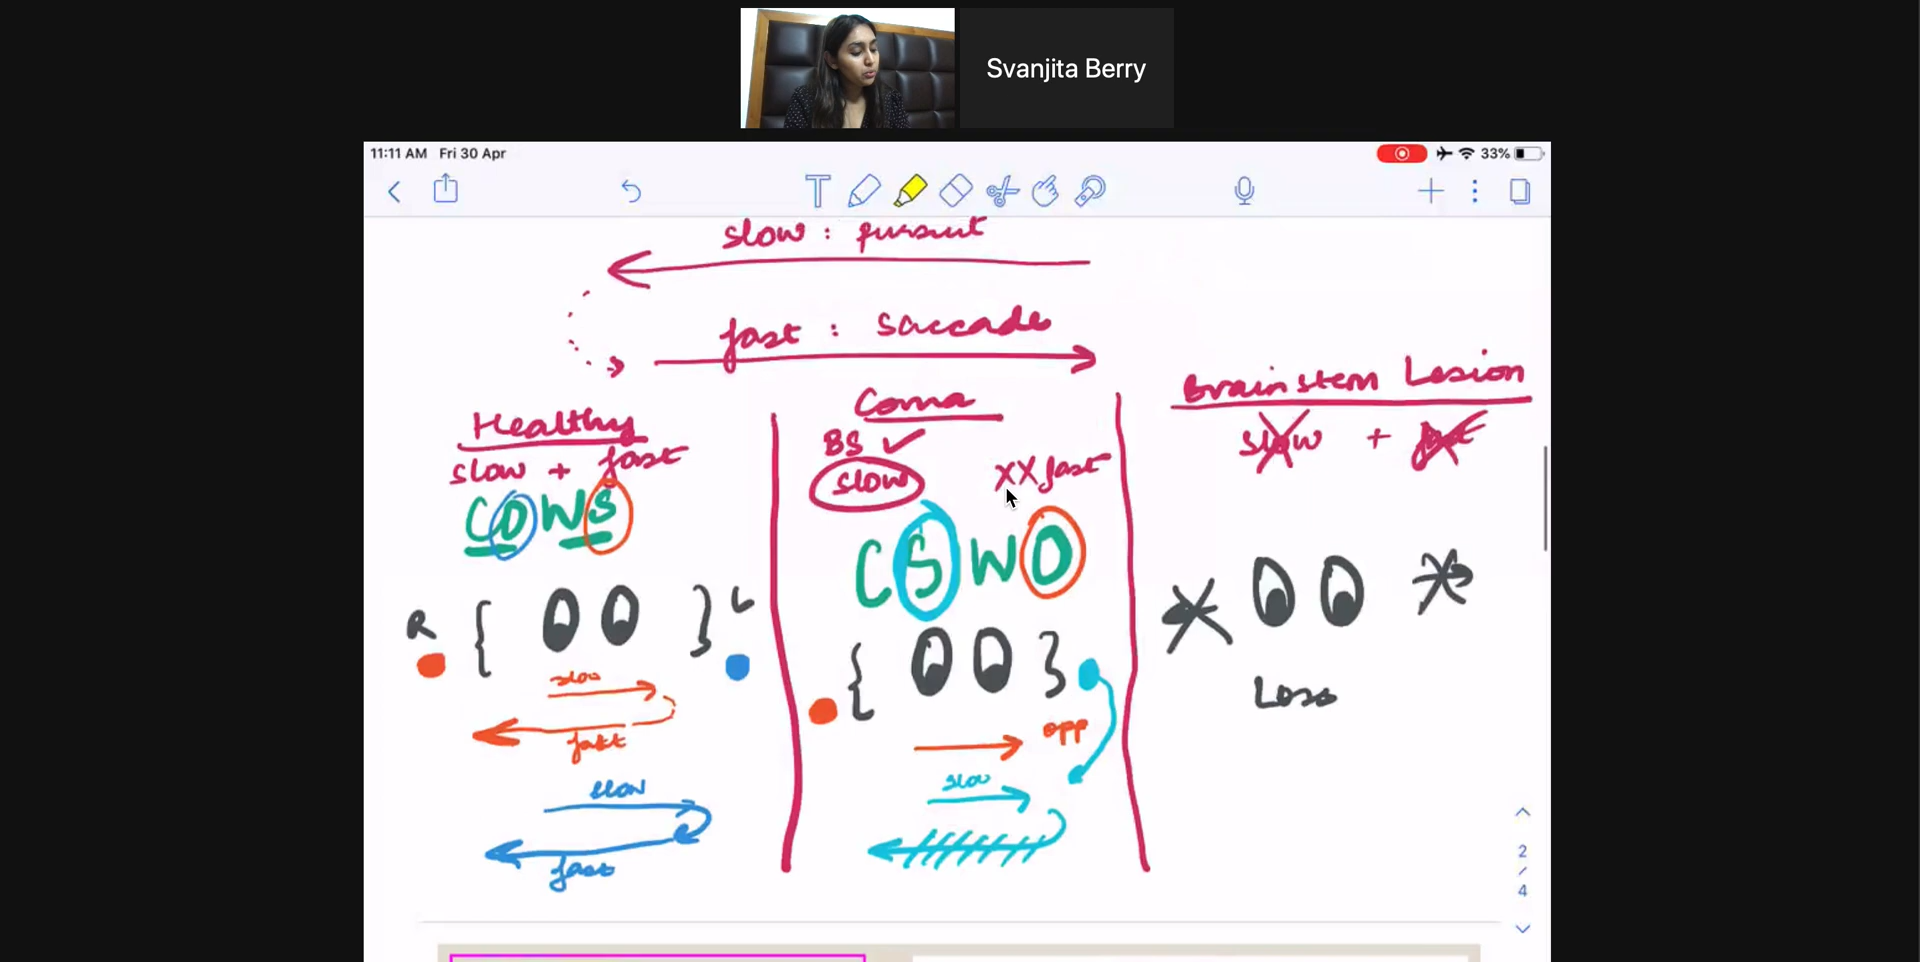 Svanjita Berry
11:11 AM Fri 30 Apr
33%
slow : pursuit
fast : saccade
Healthy
slow + fast
COWS
R
L
slow
fast
slow
fast
Coma
BS ✓
slow
XX fast
CSWO
opp
slow
Brainstem Lesion
slow + fast
Loss
2
/
4